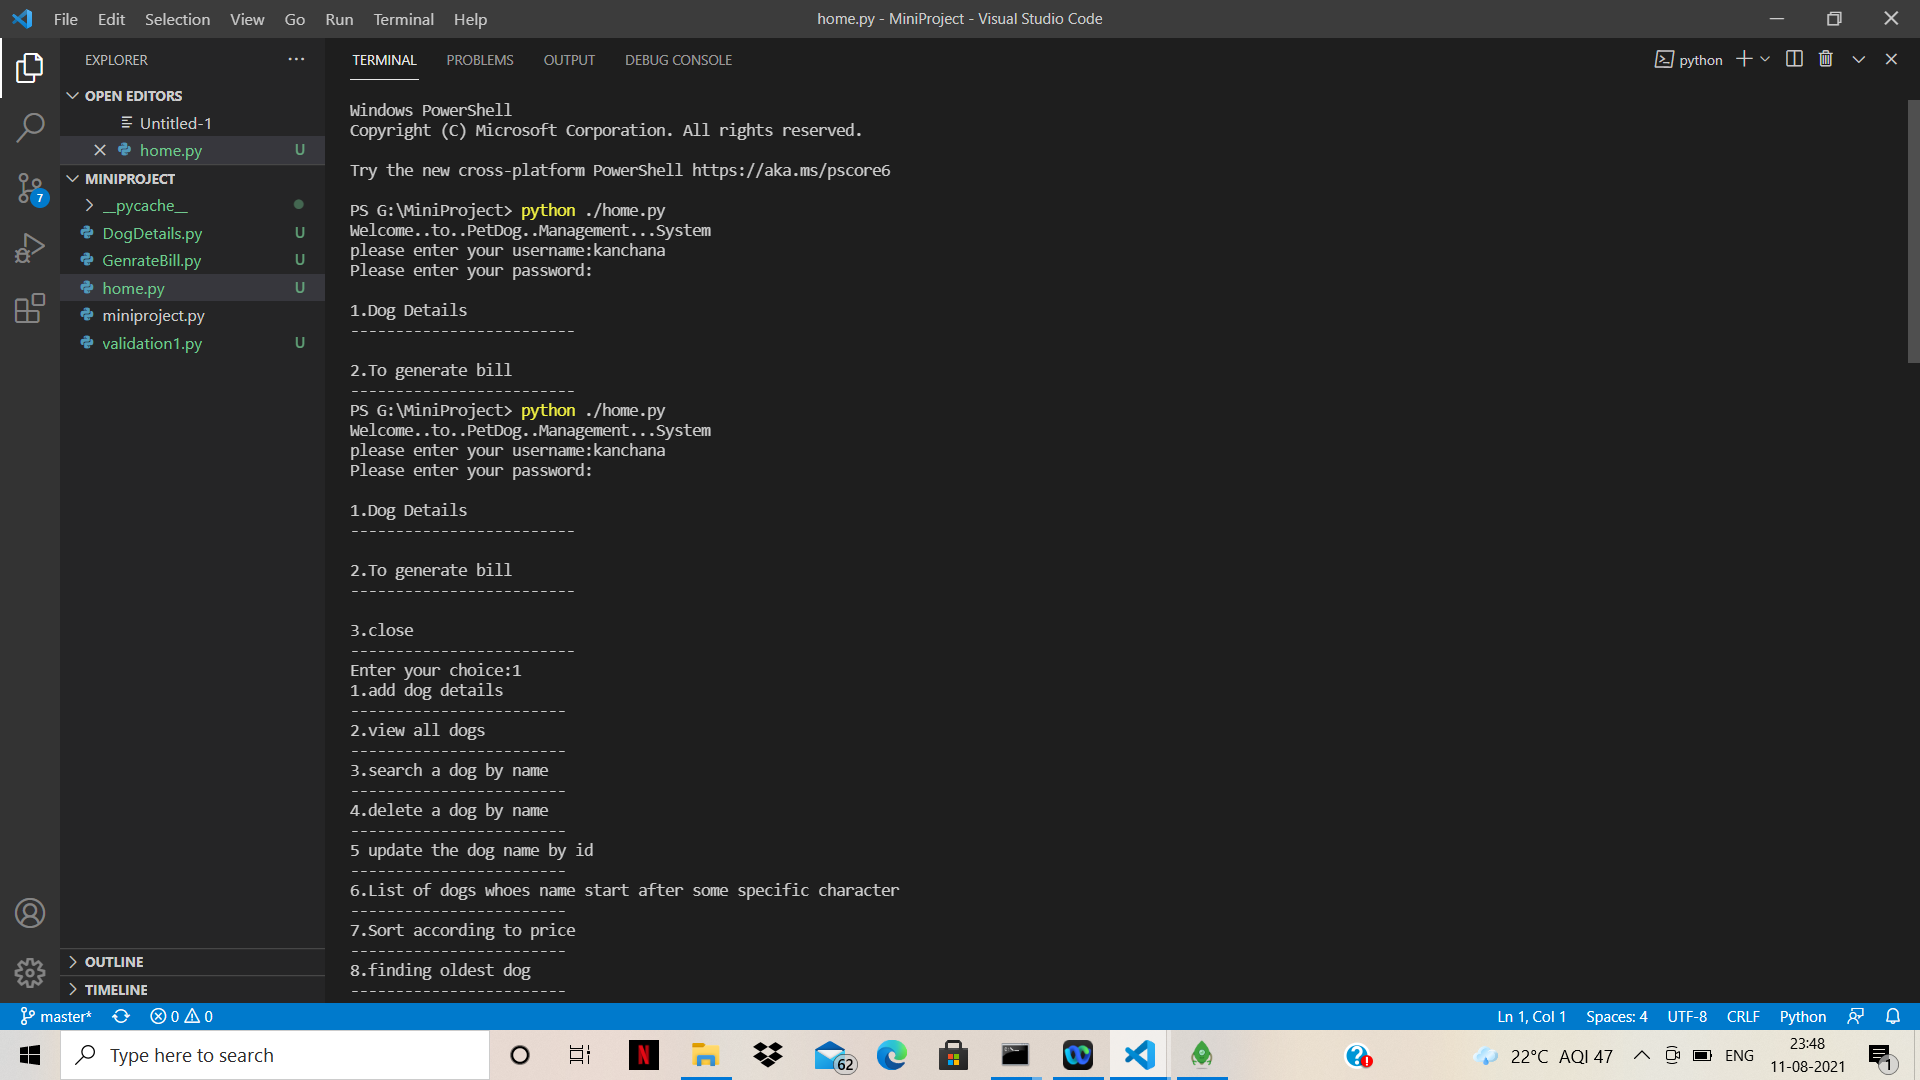 File Edit Selection View Go Run Terminal Help
home.py - MiniProject - Visual Studio Code
EXPLORER
OPEN EDITORS
Untitled-1
home.py U
MINIPROJECT
__pycache__
DogDetails.py U
GenrateBill.py U
home.py U
miniproject.py
validation1.py U
OUTLINE
TIMELINE
7
TERMINAL PROBLEMS OUTPUT DEBUG CONSOLE
python
Windows PowerShell
Copyright (C) Microsoft Corporation. All rights reserved.
Try the new cross-platform PowerShell https://aka.ms/pscore6
PS G:\MiniProject> python ./home.py
Welcome..to..PetDog..Management...System
please enter your username:kanchana
Please enter your password:
1.Dog Details
-------------------------
2.To generate bill
-------------------------
PS G:\MiniProject> python ./home.py
Welcome..to..PetDog..Management...System
please enter your username:kanchana
Please enter your password:
1.Dog Details
-------------------------
2.To generate bill
-------------------------
3.close
-------------------------
Enter your choice:1
1.add dog details
------------------------
2.view all dogs
------------------------
3.search a dog by name
------------------------
4.delete a dog by name
------------------------
5 update the dog name by id
------------------------
6.List of dogs whoes name start after some specific character
------------------------
7.Sort according to price
------------------------
8.finding oldest dog
------------------------
master* 0 0
Ln 1, Col 1 Spaces: 4 UTF-8 CRLF Python
Type here to search
N
62
22°C AQI 47
ENG
23:48
11-08-2021
1